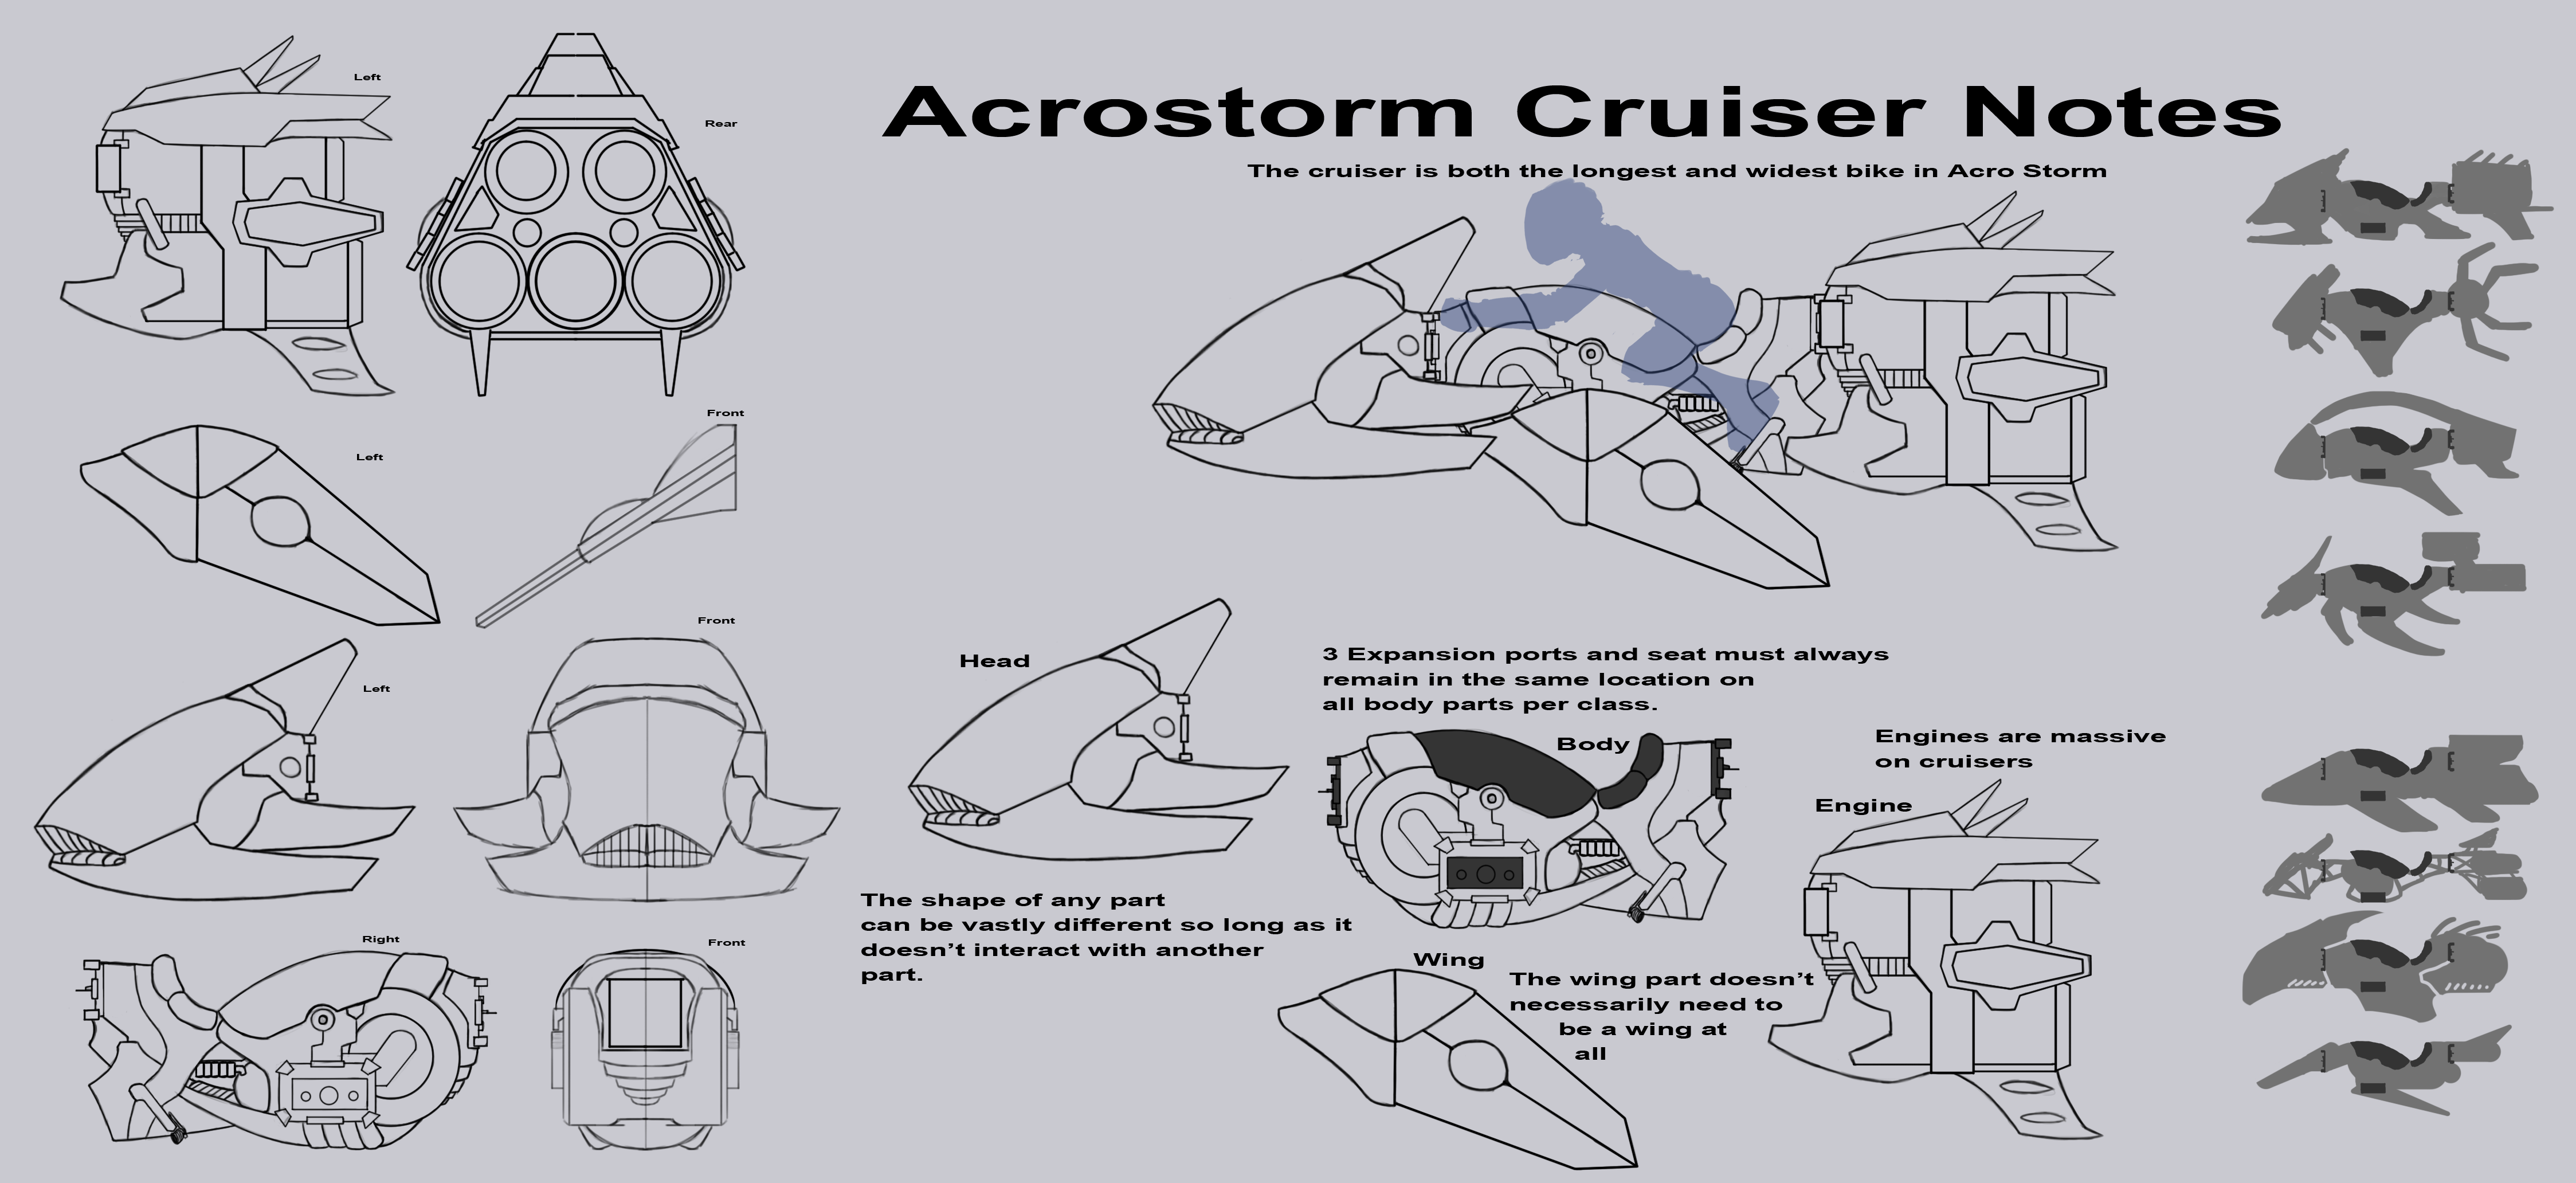 Acrostorm Cruiser Notes
The cruiser is both the longest and widest bike in Acro Storm
Left
Rear
Left
Front
Left
Front
Right
Front
Head
The shape of any part
can be vastly different so long as it
doesn’t interact with another
part.
3 Expansion ports and seat must always
remain in the same location on
all body parts per class.
Body
Engines are massive
on cruisers
Engine
Wing
The wing part doesn’t
necessarily need to
be a wing at
all